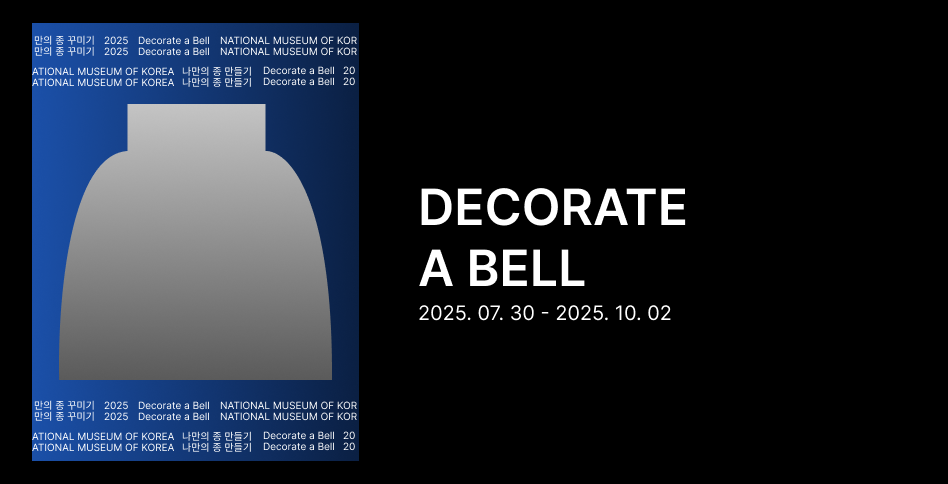 만의 종 꾸미기 2025 Decorate a Bell NATIONAL MUSEUM OF KOR
만의 종 꾸미기 2025 Decorate a Bell NATIONAL MUSEUM OF KOR
ATIONAL MUSEUM OF KOREA 나만의 종 만들기 Decorate a Bell 20
ATIONAL MUSEUM OF KOREA 나만의 종 만들기 Decorate a Bell 20
만의 종 꾸미기 2025 Decorate a Bell NATIONAL MUSEUM OF KOR
만의 종 꾸미기 2025 Decorate a Bell NATIONAL MUSEUM OF KOR
ATIONAL MUSEUM OF KOREA 나만의 종 만들기 Decorate a Bell 20
ATIONAL MUSEUM OF KOREA 나만의 종 만들기 Decorate a Bell 20
DECORATE
A BELL
2025. 07. 30 - 2025. 10. 02